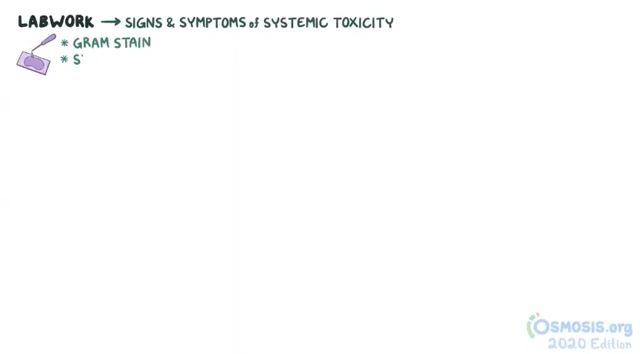 LABWORK → SIGNS & SYMPTOMS of SYSTEMIC TOXICITY
* GRAM STAIN
* S
OSMOSIS.org
2020 Edition